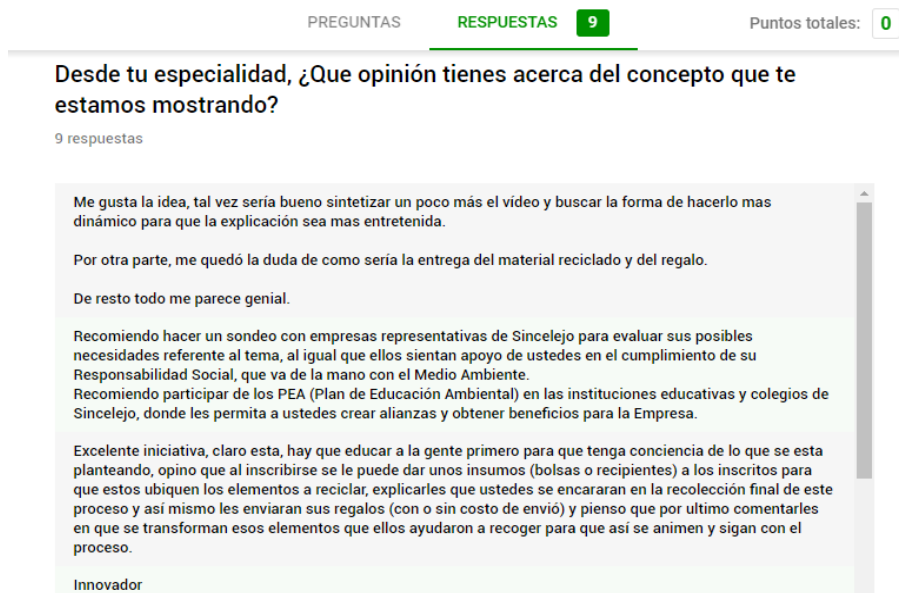 PREGUNTAS RESPUESTAS 9 Puntos totales: 0
Desde tu especialidad, ¿Que opinión tienes acerca del concepto que te
estamos mostrando?
9 respuestas
Me gusta la idea, tal vez sería bueno sintetizar un poco más el vídeo y buscar la forma de hacerlo mas
dinámico para que la explicación sea mas entretenida.
Por otra parte, me quedó la duda de como sería la entrega del material reciclado y del regalo.
De resto todo me parece genial.
Recomiendo hacer un sondeo con empresas representativas de Sincelejo para evaluar sus posibles
necesidades referente al tema, al igual que ellos sientan apoyo de ustedes en el cumplimiento de su
Responsabilidad Social, que va de la mano con el Medio Ambiente.
Recomiendo participar de los PEA (Plan de Educación Ambiental) en las instituciones educativas y colegios de
Sincelejo, donde les permita a ustedes crear alianzas y obtener beneficios para la Empresa.
Excelente iniciativa, claro esta, hay que educar a la gente primero para que tenga conciencia de lo que se esta
planteando, opino que al inscribirse se le puede dar unos insumos (bolsas o recipientes) a los inscritos para
que estos ubiquen los elementos a reciclar, explicarles que ustedes se encararan en la recolección final de este
proceso y así mismo les enviaran sus regalos (con o sin costo de envió) y pienso que por ultimo comentarles
en que se transforman esos elementos que ellos ayudaron a recoger para que así se animen y sigan con el
proceso.
Innovador